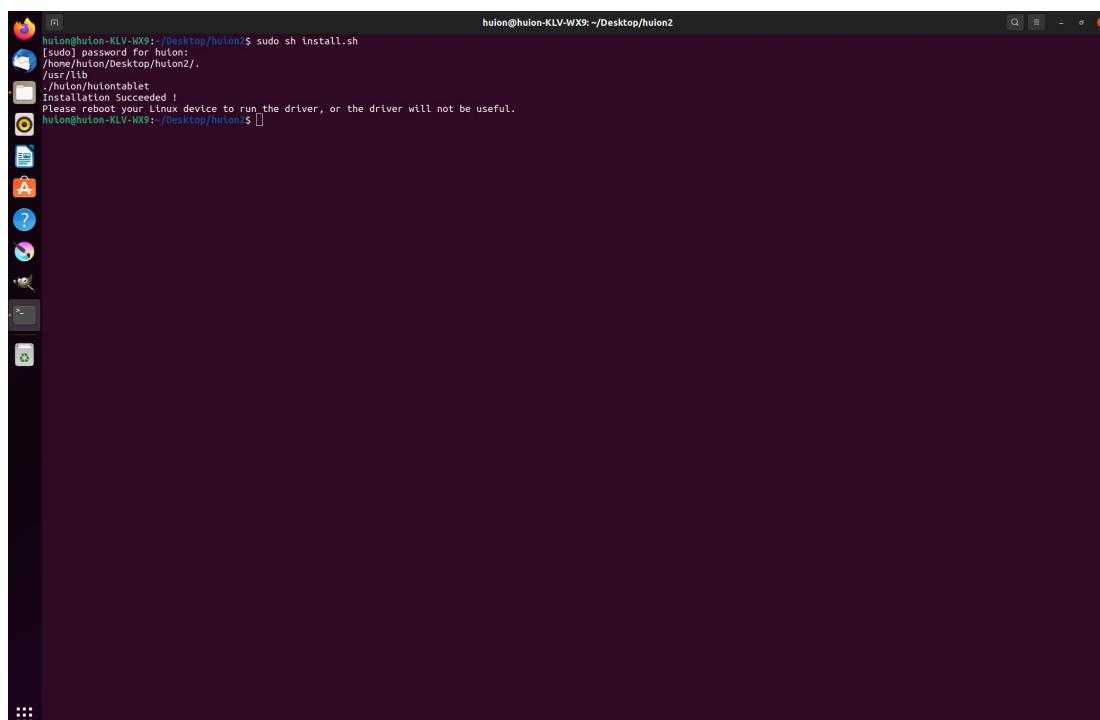 huion@huion-KLV-WX9: ~/Desktop/huion2
huion@huion-KLV-WX9:~/Desktop/huion2$ sudo sh install.sh
[sudo] password for huion:
/home/huion/Desktop/huion2/.
/usr/lib
./huion/huiontablet
Installation Succeeded !
Please reboot your Linux device to run the driver, or the driver will not be useful.
huion@huion-KLV-WX9:~/Desktop/huion2$